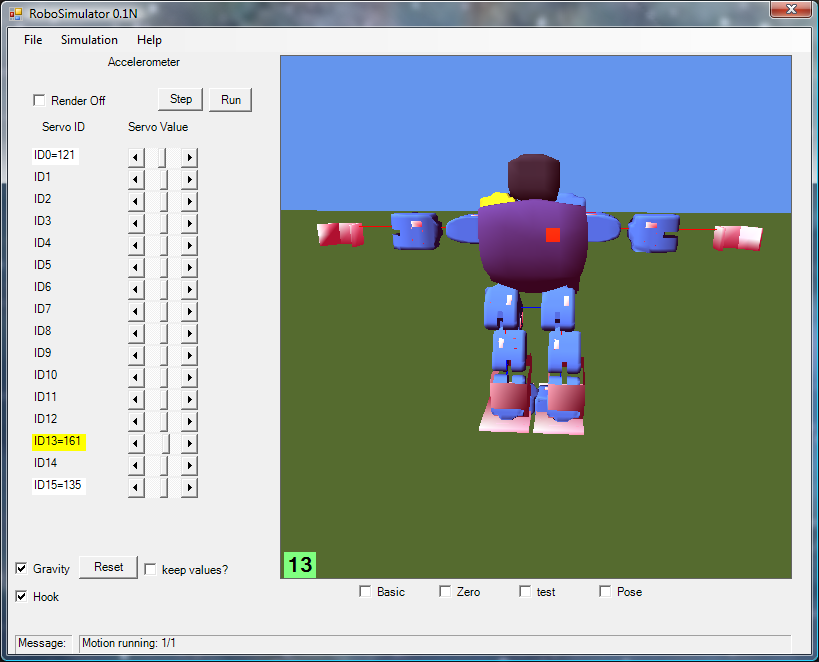 RoboSimulator 0.1N
File Simulation Help
Accelerometer
Render Off Step Run
Servo ID Servo Value
ID0=121
ID1
ID2
ID3
ID4
ID5
ID6
ID7
ID8
ID9
ID10
ID11
ID12
ID13=161
ID14
ID15=135
13
Gravity Reset keep values?
Basic Zero test Pose
Hook
Message: Motion running: 1/1